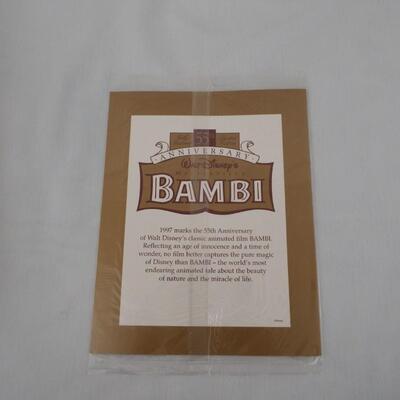 55
ANNIVERSARY
Walt Disney's
MASTERPIECE
BAMBI
1997 marks the 55th Anniversary
of Walt Disney's classic animated film BAMBI.
Reflecting an age of innocence and a time of
wonder, no film better captures the pure magic
of Disney than BAMBI – the world's most
endearing animated tale about the beauty
of nature and the miracle of life.